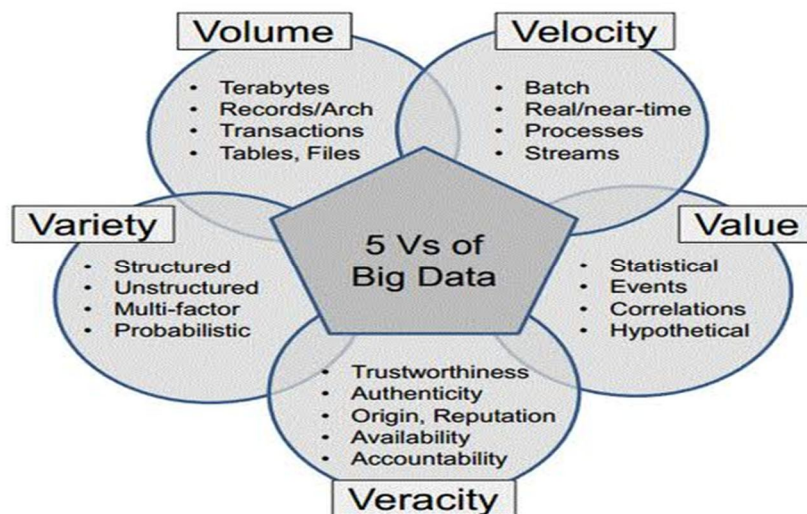 Volume
• Terabytes
• Records/Arch
• Transactions
• Tables, Files
Velocity
• Batch
• Real/near-time
• Processes
• Streams
Variety
• Structured
• Unstructured
• Multi-factor
• Probabilistic
5 Vs of
Big Data
Value
• Statistical
• Events
• Correlations
• Hypothetical
• Trustworthiness
• Authenticity
• Origin, Reputation
• Availability
• Accountability
Veracity